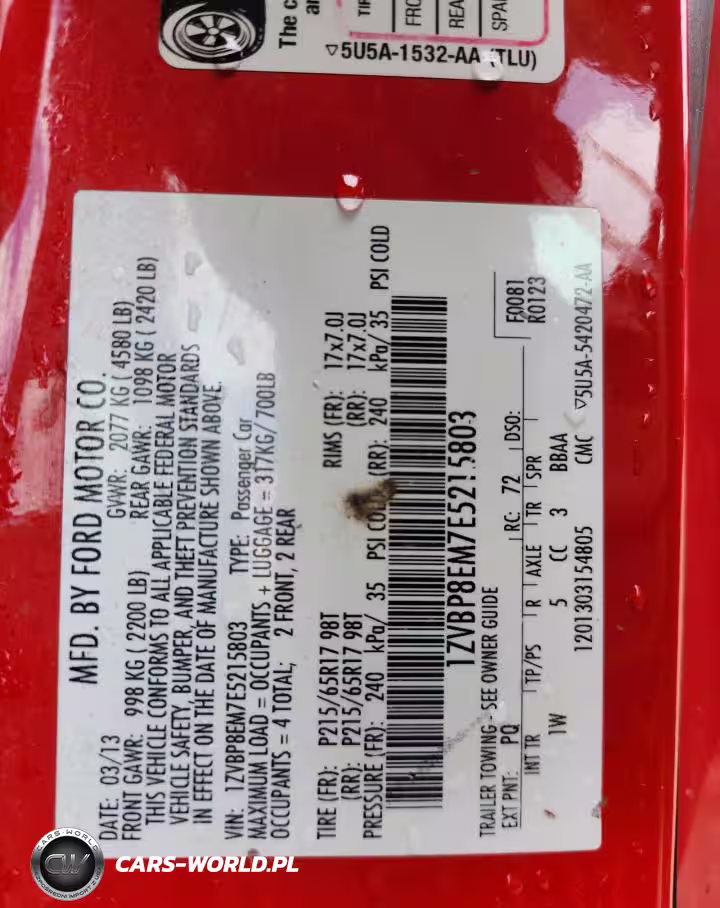 The c
an
TIR
FRO
REA
SPA
▽5U5A-1532-AA (TLU)
MFD. BY FORD MOTOR CO.
DATE: 03/13 GVWR: 2077 KG ( 4580 LB)
FRONT GAWR: 998 KG ( 2200 LB) REAR GAWR: 1098 KG ( 2420 LB)
THIS VEHICLE CONFORMS TO ALL APPLICABLE FEDERAL MOTOR
VEHICLE SAFETY, BUMPER, AND THEFT PREVENTION STANDARDS
IN EFFECT ON THE DATE OF MANUFACTURE SHOWN ABOVE.
VIN: 1ZVBP8EM7E5215803 TYPE: Passenger Car
MAXIMUM LOAD = OCCUPANTS + LUGGAGE = 317KG/ 700LB
OCCUPANTS = 4 TOTAL; 2 FRONT, 2 REAR
TIRE (FR): P215/65R17 98T RIMS (FR): 17x7.0J
(RR): P215/65R17 98T (RR): 17x7.0J
PRESSURE (FR): 240 kPa/ 35 PSI COLD (RR): 240 kPa/ 35 PSI COLD
1ZVBP8EM7E5215803
TRAILER TOWING - SEE OWNER GUIDE
EXT PNT: PQ RC: 72 DSO: F0081
R0123
INT TR TP/PS R AXLE TR SPR
1W 5 CC 3 BBAA
1201303154805 CMC
▽5U5A-5420472-AA
CARS-WORLD
CW
CARS-WORLD.PL